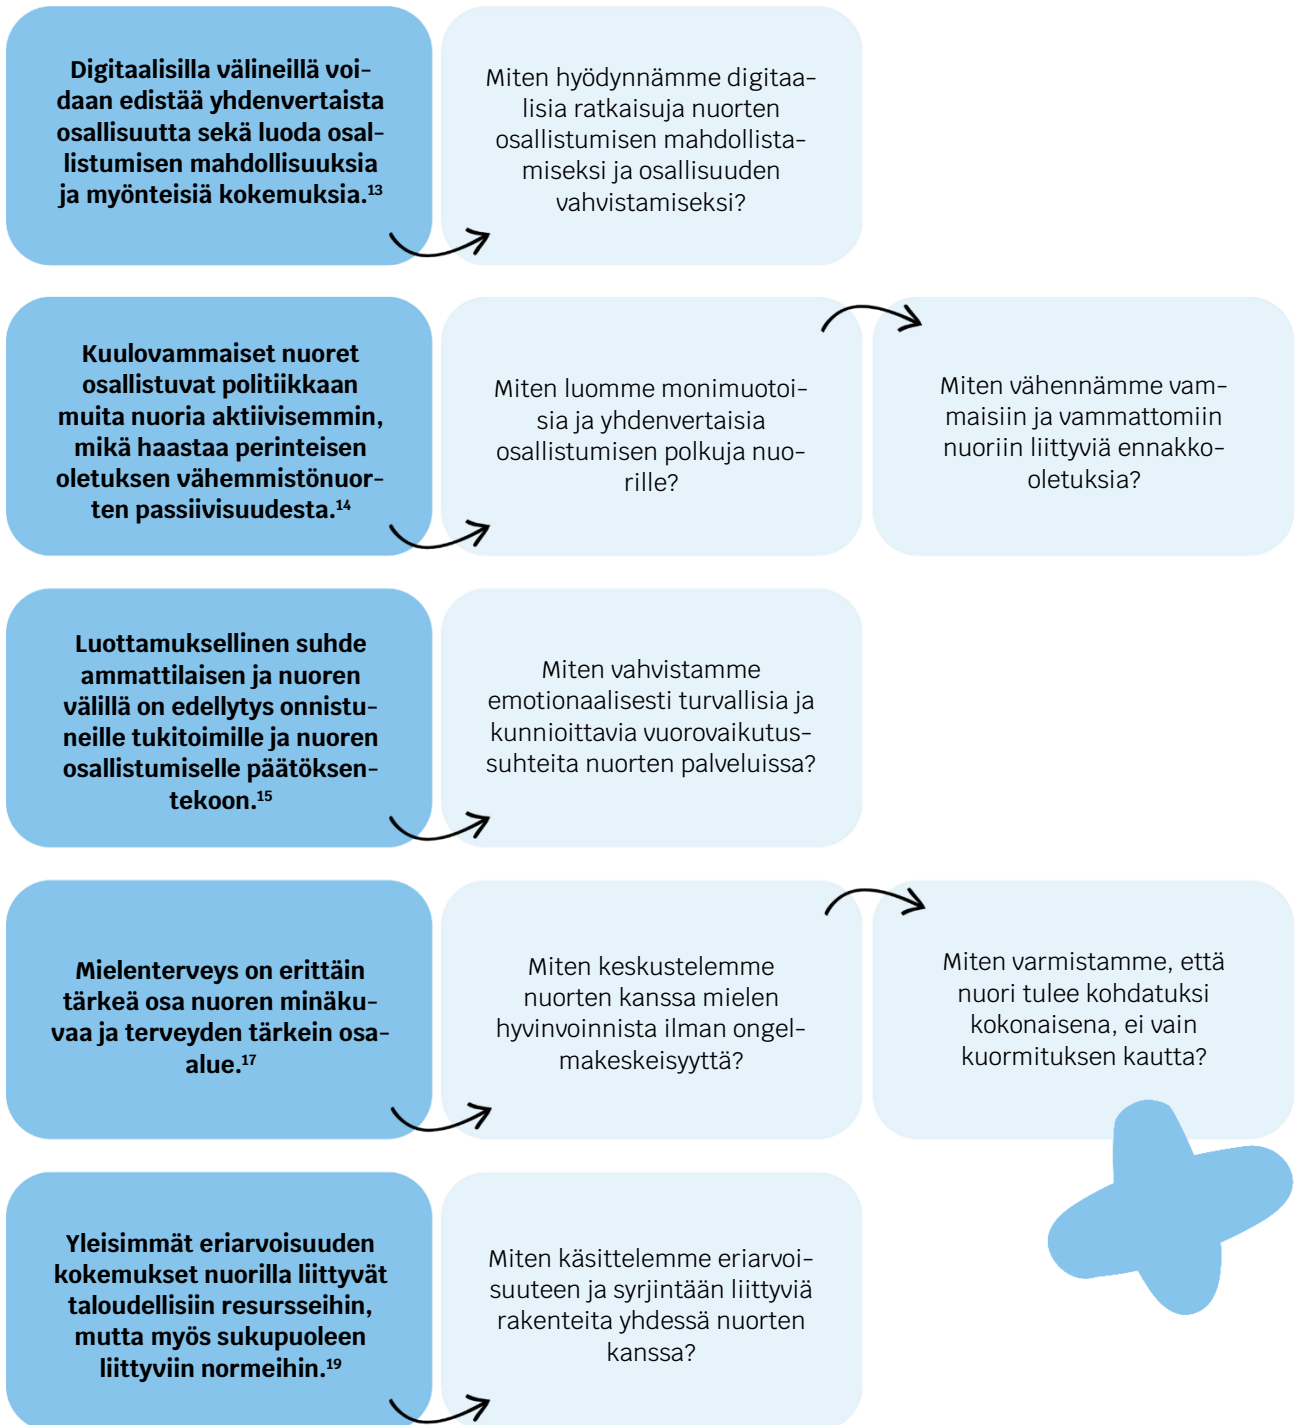 Digitaalisilla välineillä voi-
daan edistää yhdenvertaista
osallisuutta sekä luoda osal-
listumisen mahdollisuuksia
ja myönteisiä kokemuksia.¹³
Miten hyödynnämme digitaa-
lisia ratkaisuja nuorten
osallistumisen mahdollista-
miseksi ja osallisuuden
vahvistamiseksi?
Kuulovammaiset nuoret
osallistuvat politiikkaan
muita nuoria aktiivisemmin,
mikä haastaa perinteisen
oletuksen vähemmistönuor-
ten passiivisuudesta.¹⁴
Miten luomme monimuotoi-
sia ja yhdenvertaisia
osallistumisen polkuja nuo-
rille?
Miten vähennämme vam-
maisiin ja vammattomiin
nuoriin liittyviä ennakko-
oletuksia?
Luottamuksellinen suhde
ammattilaisen ja nuoren
välillä on edellytys onnistu-
neille tukitoimille ja nuoren
osallistumiselle päätöksen-
tekoon.¹⁵
Miten vahvistamme
emotionaalisesti turvallisia ja
kunnioittavia vuorovaikutus-
suhteita nuorten palveluissa?
Mielenterveys on erittäin
tärkeä osa nuoren minäku-
vaa ja terveyden tärkein osa-
alue.¹⁷
Miten keskustelemme
nuorten kanssa mielen
hyvinvoinnista ilman ongel-
makeskeisyyttä?
Miten varmistamme, että
nuori tulee kohdatuksi
kokonaisena, ei vain
kuormituksen kautta?
Yleisimmät eriarvoisuuden
kokemukset nuorilla liittyvät
taloudellisiin resursseihin,
mutta myös sukupuoleen
liittyviin normeihin.¹⁹
Miten käsittelemme eriarvoi-
suuteen ja syrjintään liittyviä
rakenteita yhdessä nuorten
kanssa?